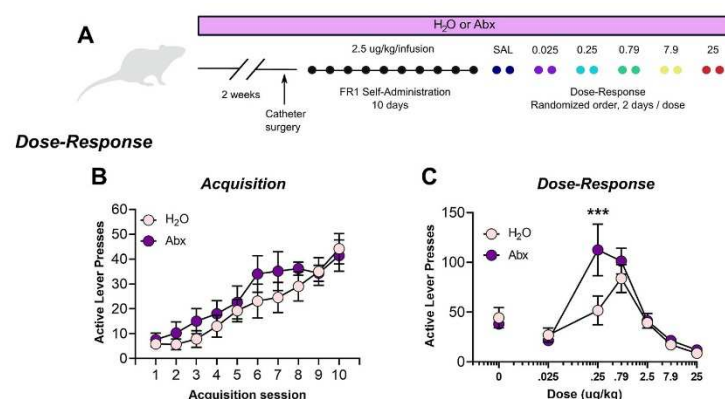 H₂O or Abx
A
2.5 ug/kg/infusion
SAL
0.025
0.25
0.79
7.9
25
2 weeks
Catheter
surgery
FR1 Self-Administration
10 days
Dose-Response
Randomized order, 2 days / dose
Dose-Response
B
Acquisition
Active Lever Presses
60
50
40
30
20
10
0
H₂O
Abx
1 2 3 4 5 6 7 8 9 10
Acquisition session
C
Dose-Response
Active Lever Presses
150
100
50
0
H₂O
Abx
***
0 .025 .25 .79 2.5 7.9 25
Dose (ug/kg)